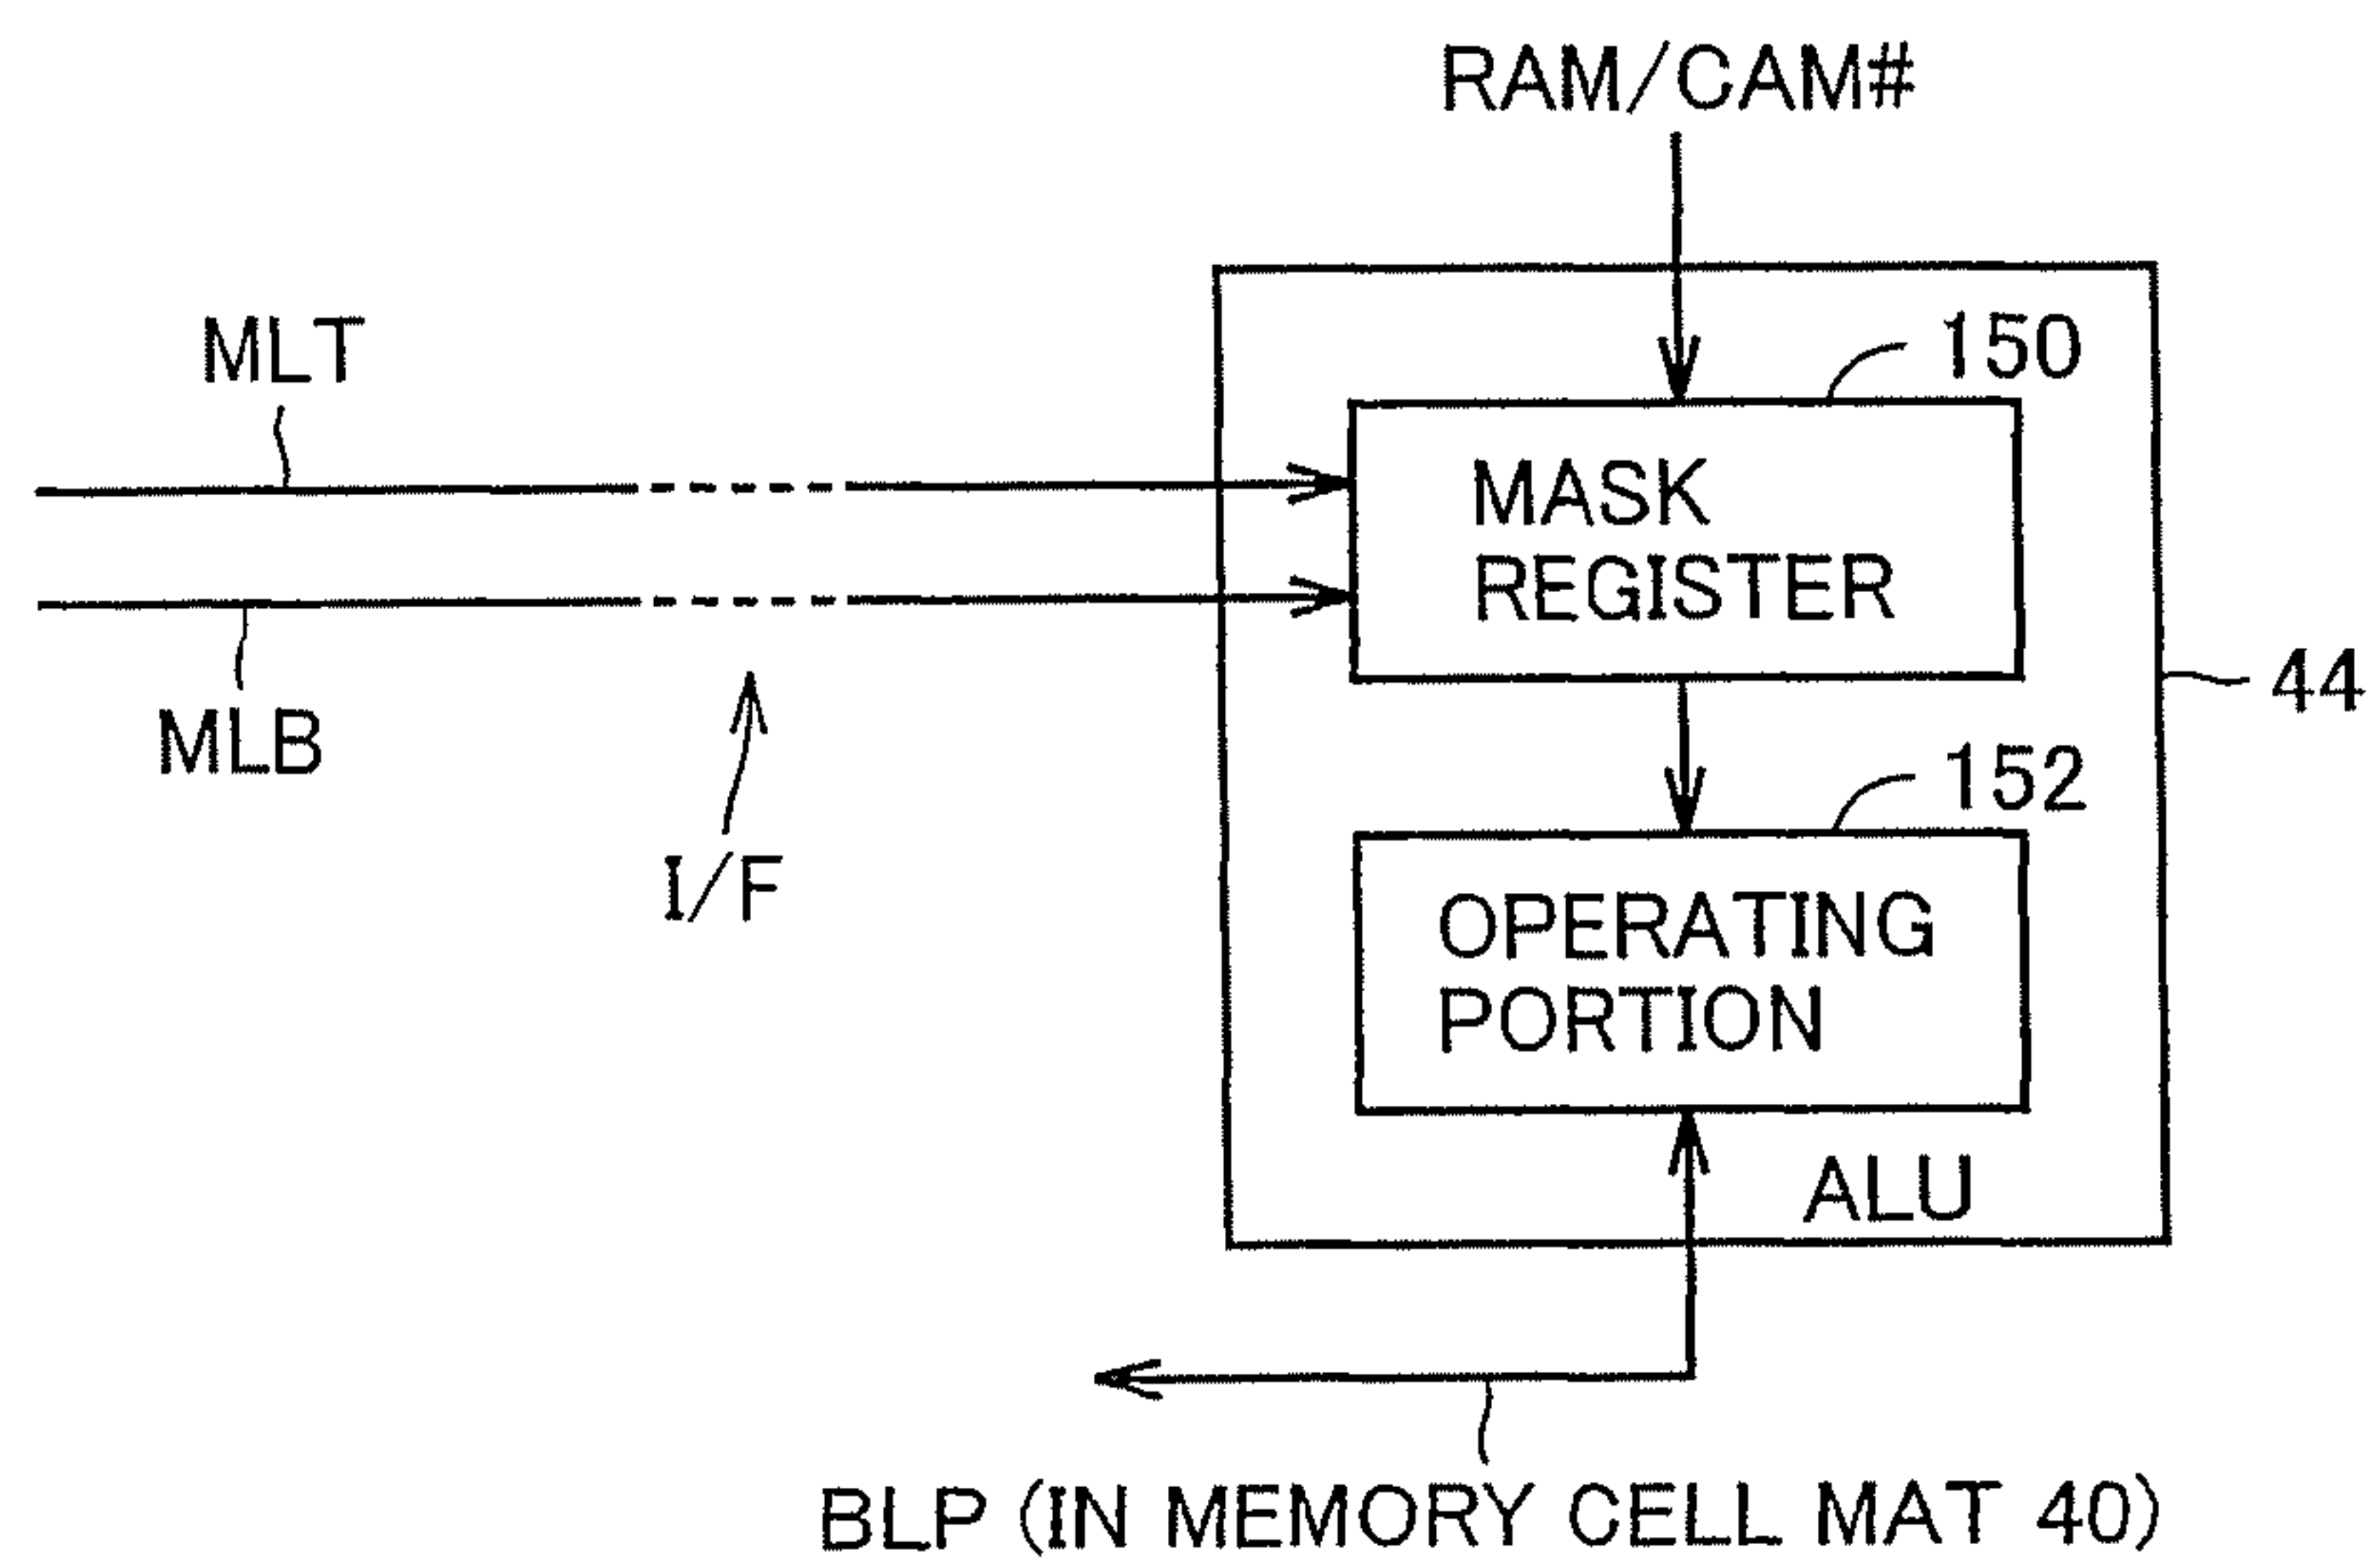 RAM/CAM#
MLT
150
MASK
REGISTER
44
MLB
152
I/F
OPERATING
PORTION
ALU
BLP (IN MEMORY CELL MAT 40)